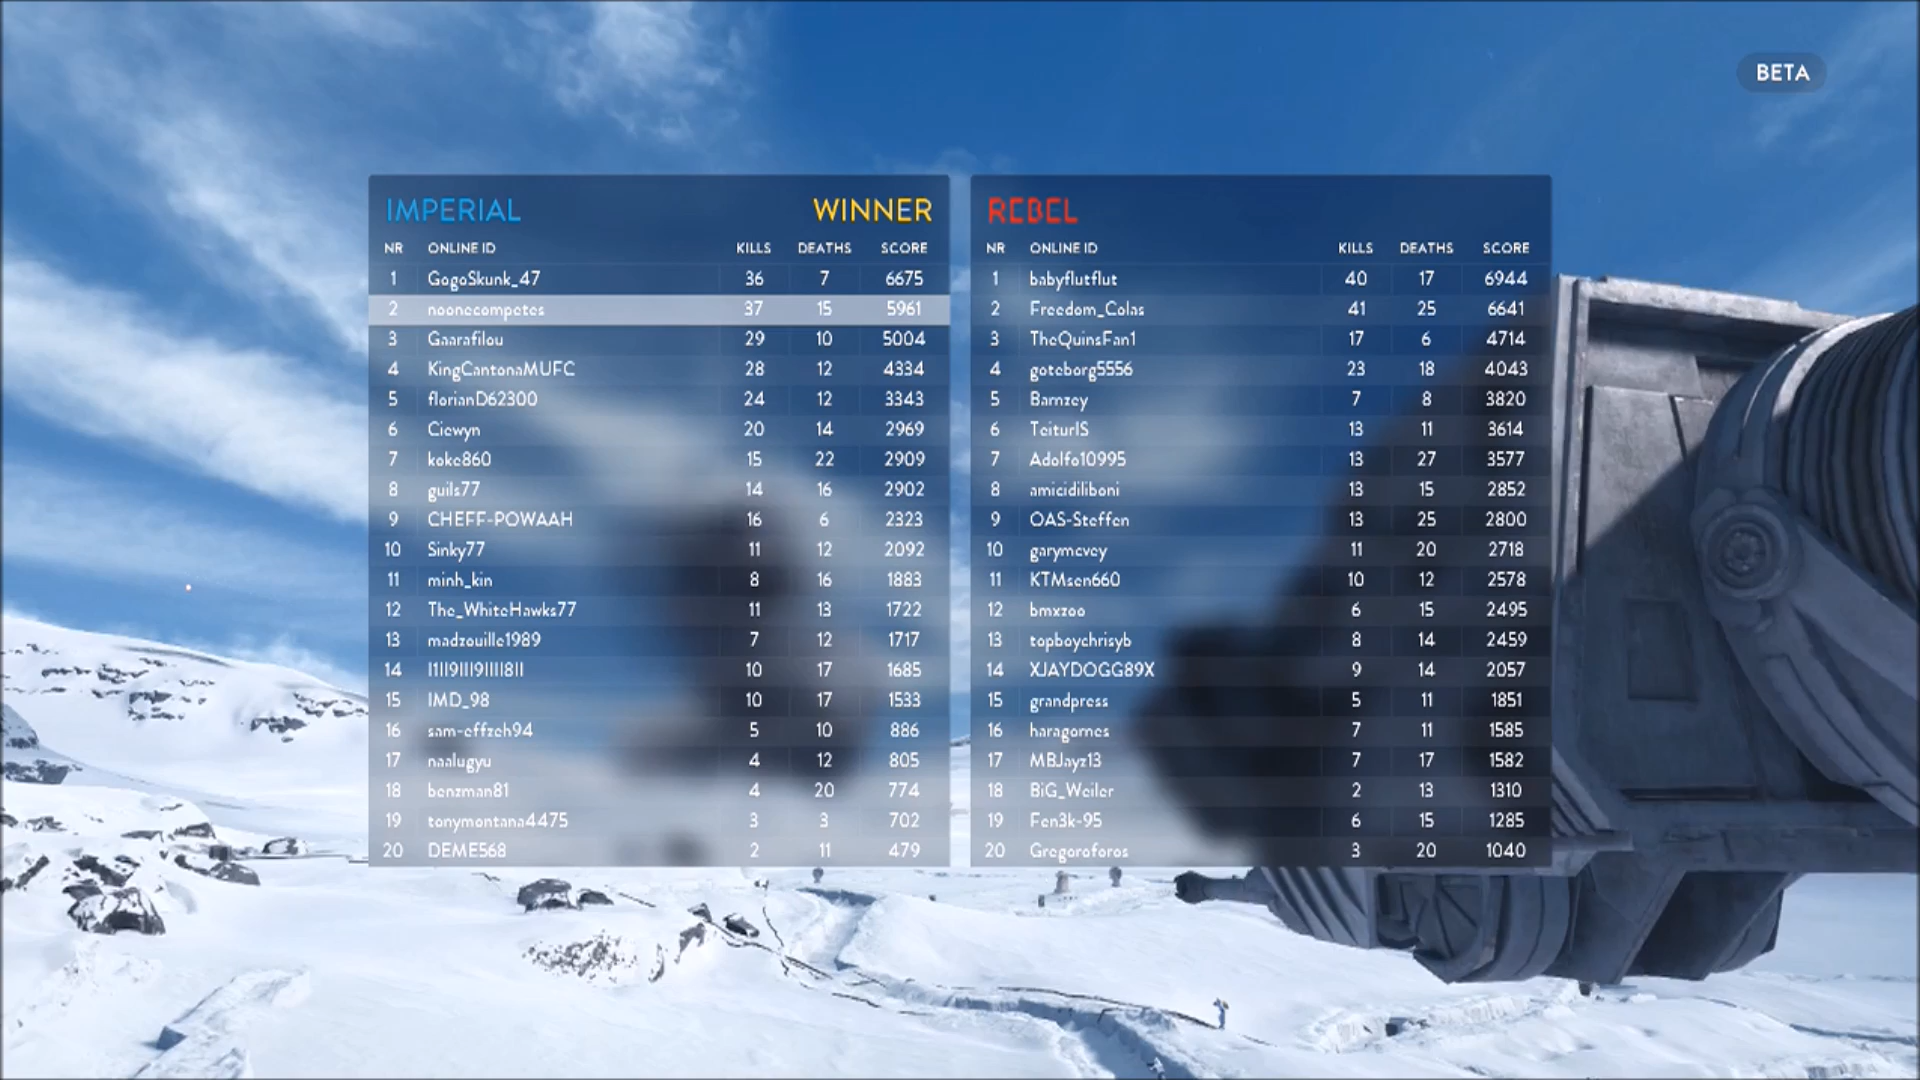 BETA
IMPERIAL WINNER
NR ONLINE ID KILLS DEATHS SCORE
1 GogoSkunk_47 36 7 6675
2 noonecompetes 37 15 5961
3 Gaarafilou 29 10 5004
4 KingCantonaMUFC 28 12 4334
5 florianD62300 24 12 3343
6 Ciewyn 20 14 2969
7 koke860 15 22 2909
8 guils77 14 16 2902
9 CHEFF-POWAAH 16 6 2323
10 Sinky77 11 12 2092
11 minh_kin 8 16 1883
12 The_WhiteHawks77 11 13 1722
13 madzouille1989 7 12 1717
14 10 17 1685
15 IMD_98 10 17 1533
16 sam-effzeh94 5 10 886
17 naalugyu 4 12 805
18 benzman81 4 20 774
19 tonymontana4475 3 3 702
20 DEME568 2 11 479
REBEL
NR ONLINE ID KILLS DEATHS SCORE
1 babyflutflut 40 17 6944
2 Freedom_Colas 41 25 6641
3 TheQuinsFan1 17 6 4714
4 goteborg5556 23 18 4043
5 Barnzey 7 8 3820
6 TeiturIS 13 11 3614
7 Adolfo10995 13 27 3577
8 amicidiliboni 13 15 2852
9 OAS-Steffen 13 25 2800
10 garymcvey 11 20 2718
11 KTMsen660 10 12 2578
12 bmxzoo 6 15 2495
13 topboychrisyb 8 14 2459
14 XJAYDOGG89X 9 14 2057
15 grandpress 5 11 1851
16 haragornes 7 11 1585
17 MBJayz13 7 17 1582
18 BiG_Weiler 2 13 1310
19 Fen3k-95 6 15 1285
20 Gregoroforos 3 20 1040